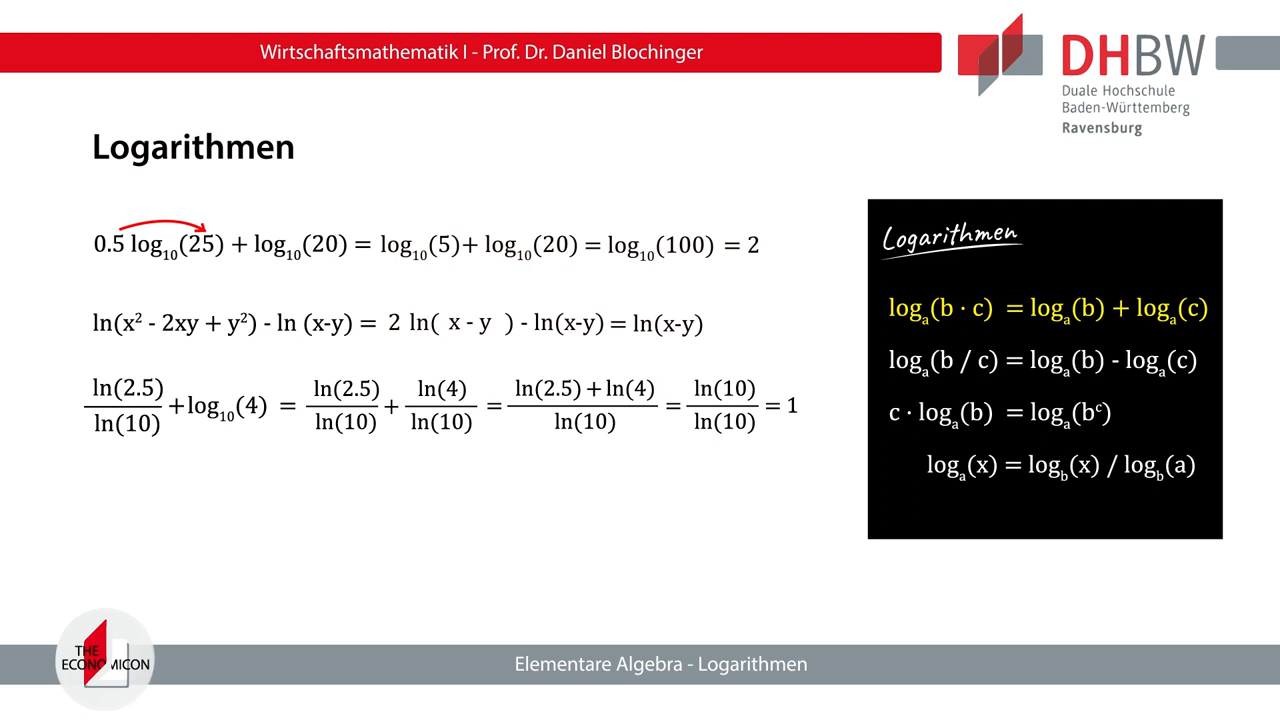 Wirtschaftsmathematik I - Prof. Dr. Daniel Blochinger
DHBW
Duale Hochschule
Baden-Württemberg
Ravensburg
Logarithmen
0.5 log₁₀(25) + log₁₀(20) = log₁₀(5)+ log₁₀(20) = log₁₀(100) = 2
ln(x² - 2xy + y²) - ln (x-y) = 2 ln( x - y ) - ln(x-y) = ln(x-y)
ln(2.5)/ln(10) + log₁₀(4) = ln(2.5)/ln(10) + ln(4)/ln(10) = ln(2.5) + ln(4)/ln(10) = ln(10)/ln(10) = 1
Logarithmen
logₐ(b · c) = logₐ(b) + logₐ(c)
logₐ(b / c) = logₐ(b) - logₐ(c)
c · logₐ(b) = logₐ(bᶜ)
logₐ(x) = log_b(x) / log_b(a)
THE
ECONOMICON
Elementare Algebra - Logarithmen